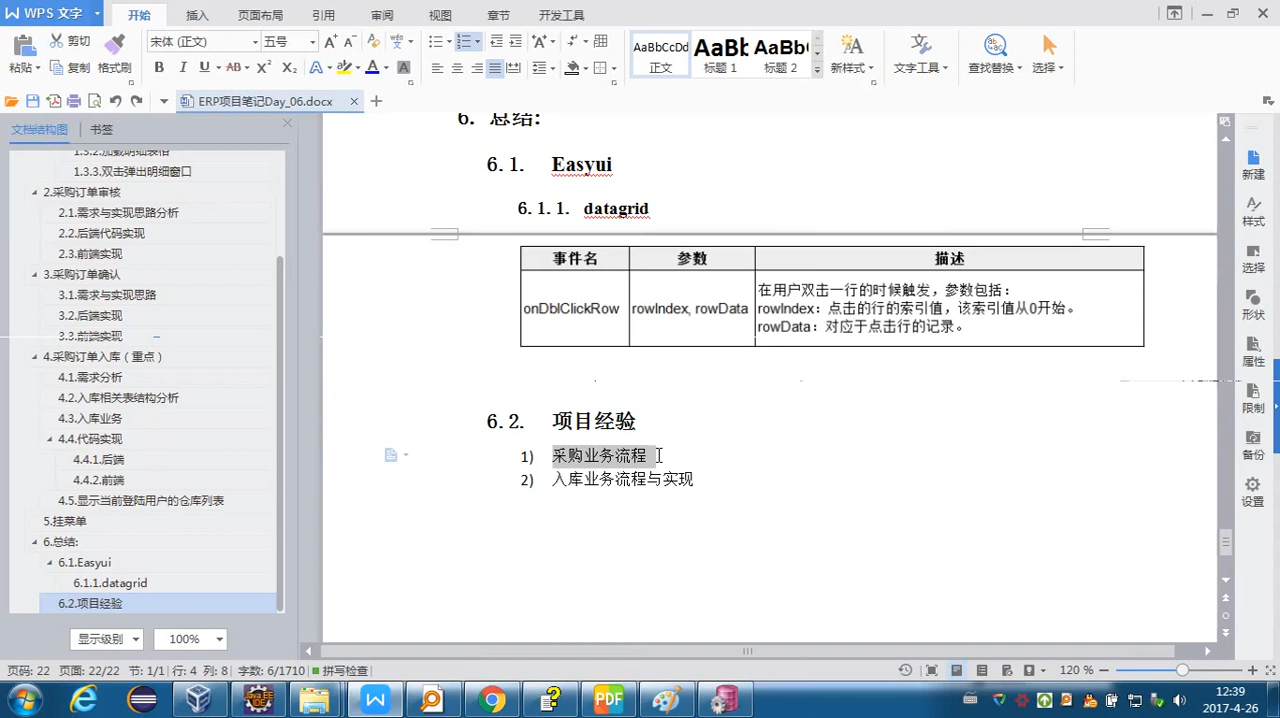 WPS 文字
开始
插入
页面布局
引用
审阅
视图
章节
开发工具
剪切
粘贴
复制
格式刷
宋体 (正文)
五号
AaBbCcDd
正文
AaBb
标题 1
AaBb(
标题 2
新样式
文字工具
查找替换
选择
ERP项目笔记Day_06.docx
文档结构图
书签
1.3.3.双击弹出明细窗口
2.采购订单审核
2.1.需求与实现思路分析
2.2.后端代码实现
2.3.前端实现
3.采购订单确认
3.1.需求与实现思路
3.2.后端实现
3.3.前端实现
4.采购订单入库（重点）
4.1.需求分析
4.2.入库相关表结构分析
4.3.入库业务
4.4.代码实现
4.4.1.后端
4.4.2.前端
4.5.显示当前登陆用户的仓库列表
5.挂菜单
6.总结:
6.1.Easyui
6.1.1.datagrid
6.2.项目经验
显示级别
100%
6. 总结:
6.1. Easyui
6.1.1. datagrid
事件名 参数 描述
onDblClickRow rowIndex, rowData
在用户双击一行的时候触发，参数包括：
rowIndex：点击的行的索引值，该索引值从0开始。
rowData：对应于点击行的记录。
6.2. 项目经验
1) 采购业务流程
2) 入库业务流程与实现
新建
样式
选择
形状
属性
限制
备份
设置
页码: 22 页面: 22/22 节: 1/1 行: 4 列: 8 字数: 6/1710 拼写检查
120 %
12:39
2017-4-26